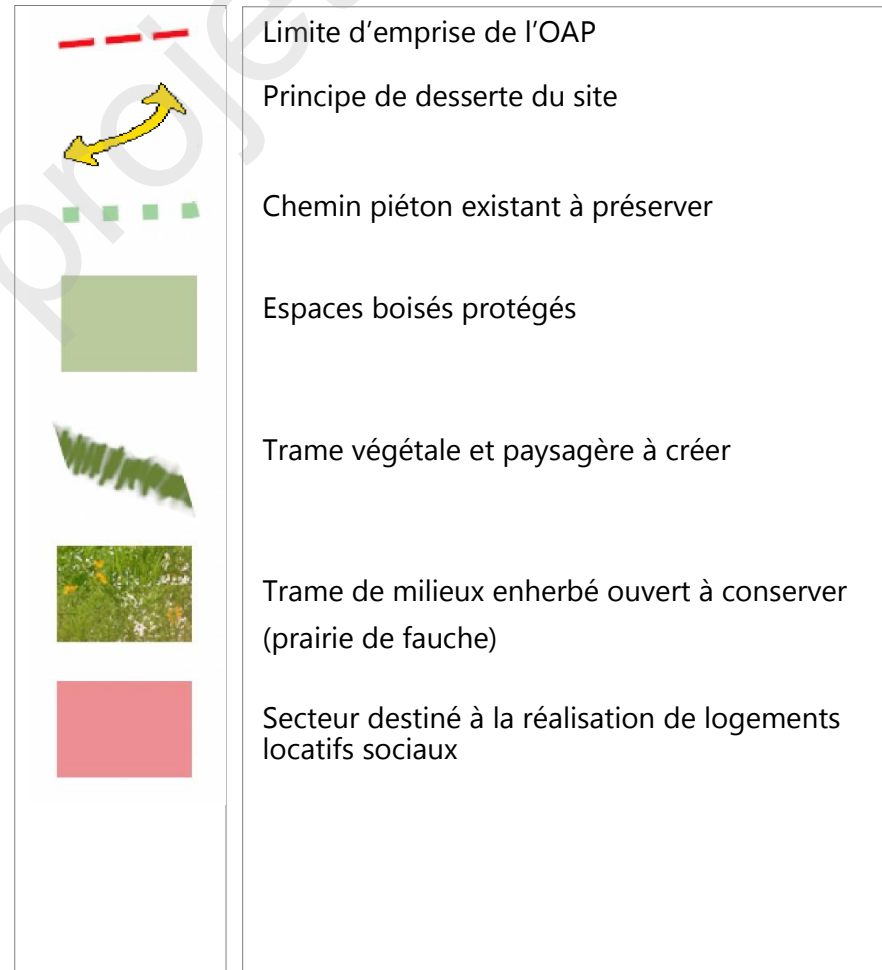 Limite d’emprise de l’OAP
Principe de desserte du site
Chemin piéton existant à préserver
Espaces boisés protégés
Trame végétale et paysagère à créer
Trame de milieux enherbé ouvert à conserver
(prairie de fauche)
Secteur destiné à la réalisation de logements
locatifs sociaux
proje